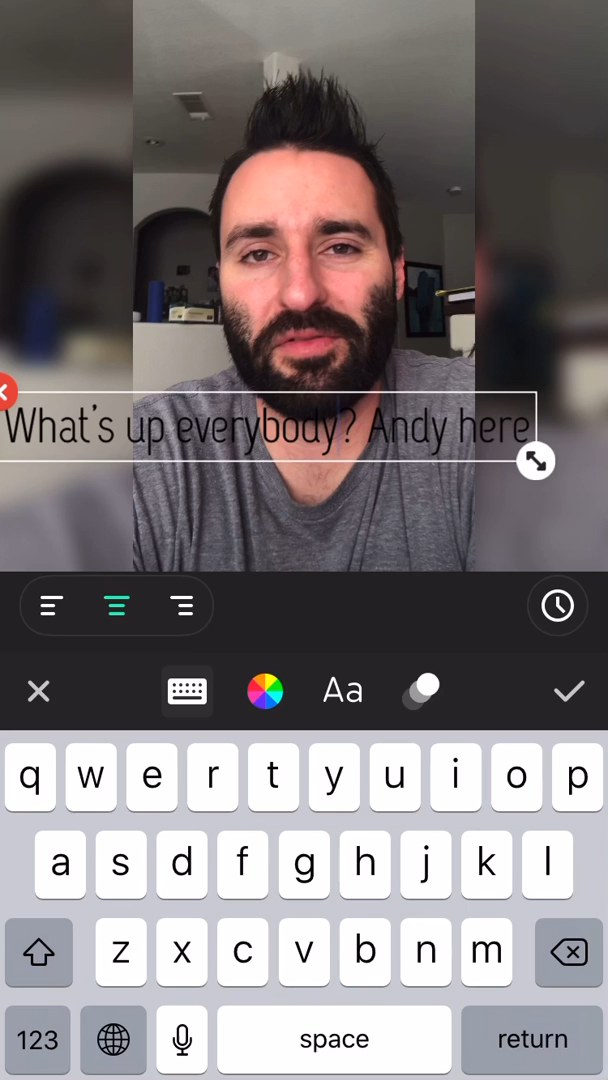 What's up everybody? Andy here
Aa
q w e r t y u i o p
a s d f g h j k l
z x c v b n m
123 space return